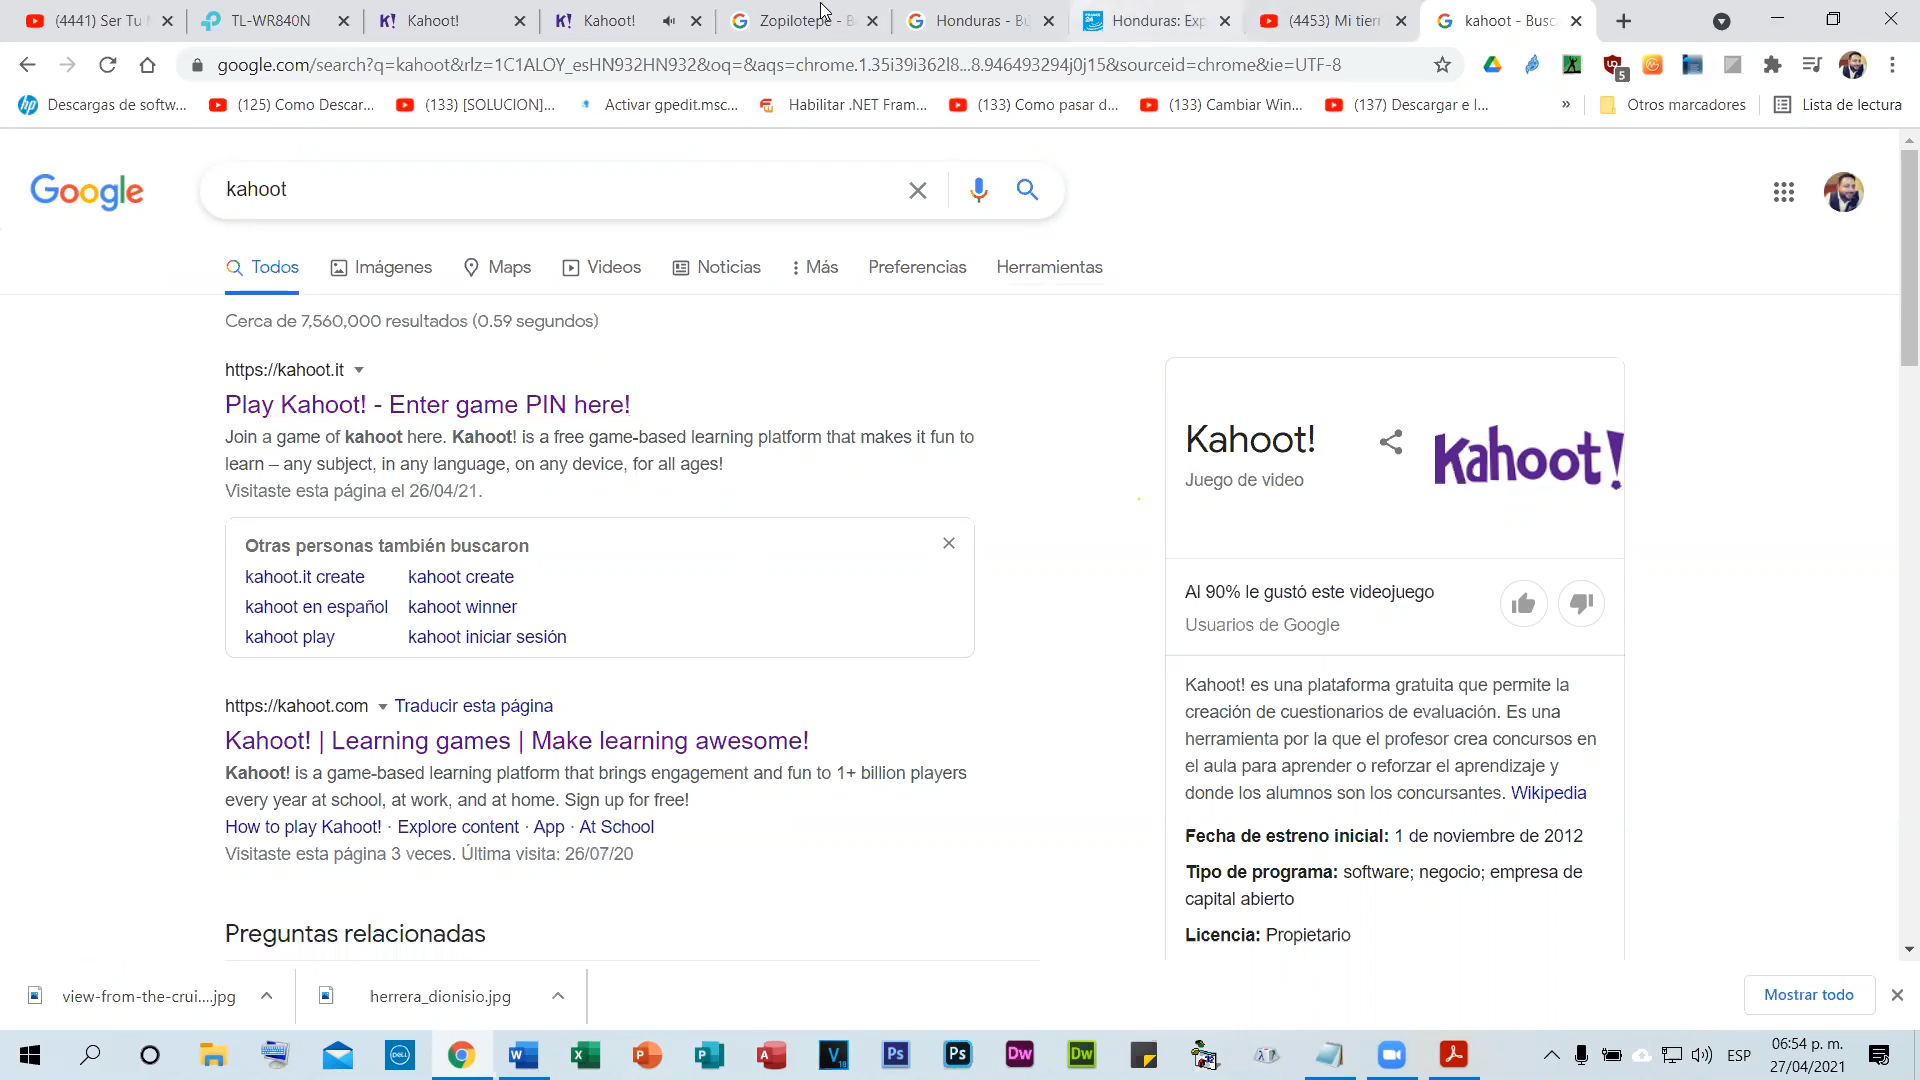 (4441) Ser Tu
TL-WR840N
Kahoot!
Kahoot!
Zopilotepe - B
Honduras - Bú
Honduras: Exp
(4453) Mi tierr
kahoot - Busc
google.com/search?q=kahoot&rlz=1C1ALOY_esHN932HN932&oq=&aqs=chrome.1.35i39i362l8...8.946493294j0j15&sourceid=chrome&ie=UTF-8
5
Descargas de softw...
(125) Como Descar...
(133) [SOLUCION]...
Activar gpedit.msc...
Habilitar .NET Fram...
(133) Como pasar d...
(133) Cambiar Win...
(137) Descargar e I...
»
Otros marcadores
Lista de lectura
Google
kahoot
Todos
Imágenes
Maps
Videos
Noticias
Más
Preferencias
Herramientas
Cerca de 7,560,000 resultados (0.59 segundos)
https://kahoot.it
Play Kahoot! - Enter game PIN here!
Join a game of kahoot here. Kahoot! is a free game-based learning platform that makes it fun to
learn – any subject, in any language, on any device, for all ages!
Visitaste esta página el 26/04/21.
Otras personas también buscaron
kahoot.it create
kahoot create
kahoot en español
kahoot winner
kahoot play
kahoot iniciar sesión
https://kahoot.com
Traducir esta página
Kahoot! | Learning games | Make learning awesome!
Kahoot! is a game-based learning platform that brings engagement and fun to 1+ billion players
every year at school, at work, and at home. Sign up for free!
How to play Kahoot! · Explore content · App · At School
Visitaste esta página 3 veces. Última visita: 26/07/20
Preguntas relacionadas
Kahoot!
Juego de video
Kahoot!
Al 90% le gustó este videojuego
Usuarios de Google
Kahoot! es una plataforma gratuita que permite la
creación de cuestionarios de evaluación. Es una
herramienta por la que el profesor crea concursos en
el aula para aprender o reforzar el aprendizaje y
donde los alumnos son los concursantes. Wikipedia
Fecha de estreno inicial: 1 de noviembre de 2012
Tipo de programa: software; negocio; empresa de
capital abierto
Licencia: Propietario
view-from-the-crui....jpg
herrera_dionisio.jpg
Mostrar todo
ESP
06:54 p. m.
27/04/2021